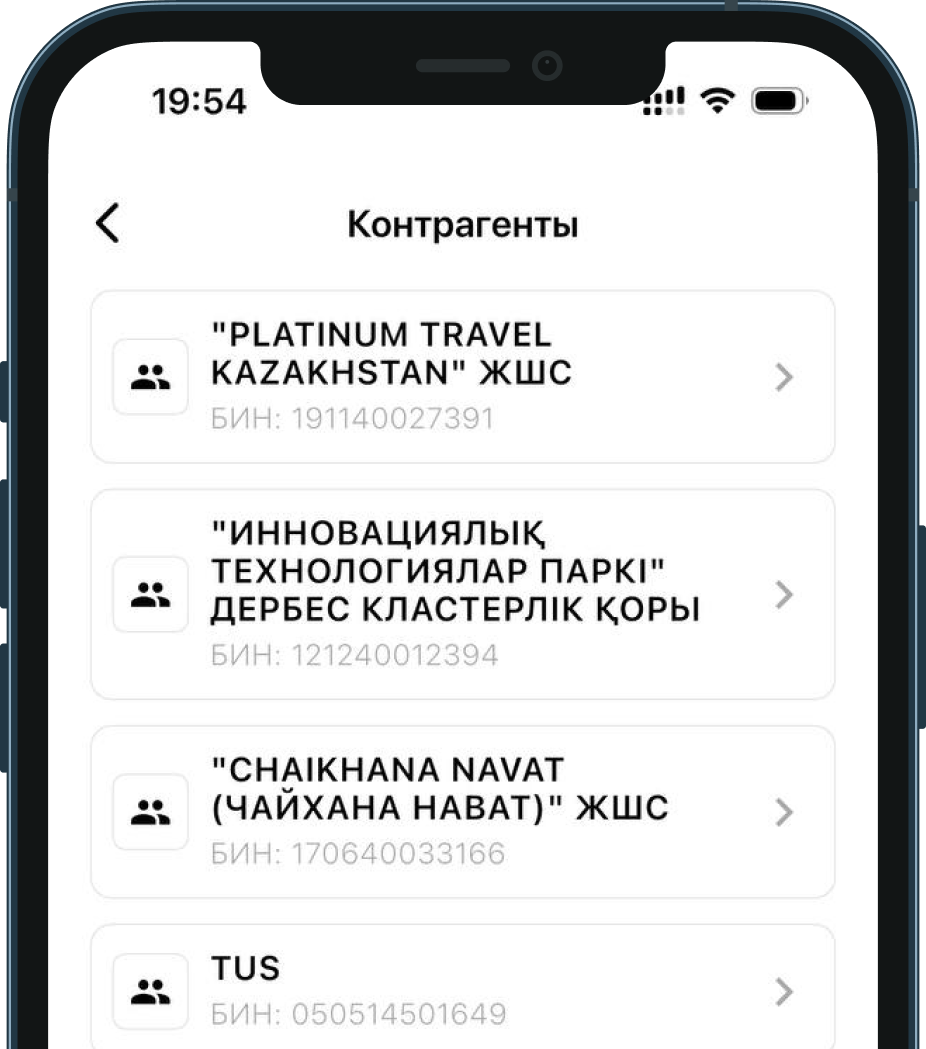 19:54
Контрагенты
"PLATINUM TRAVEL
KAZAKHSTAN" ЖШС
БИН: 191140027391
"ИННОВАЦИЯЛЫҚ
ТЕХНОЛОГИЯЛАР ПАРКІ"
ДЕРБЕС КЛАСТЕРЛІК ҚОРЫ
БИН: 121240012394
"CHAIKHANA NAVAT
(ЧАЙХАНА НАВАТ)" ЖШС
БИН: 170640033166
TUS
БИН: 050514501649